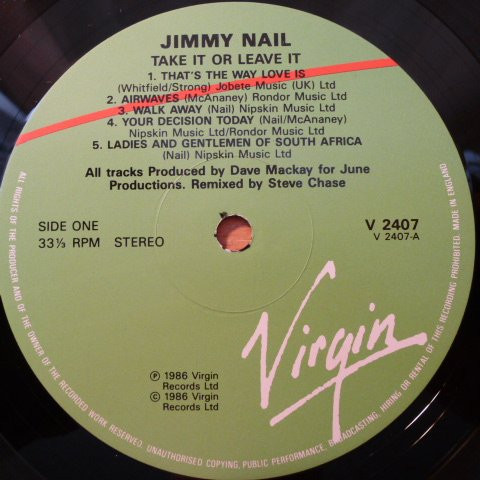 JIMMY NAIL
TAKE IT OR LEAVE IT
1. THAT'S THE WAY LOVE IS
(Whitfield/Strong) Jobete Music (UK) Ltd
2. AIRWAVES (McAnaney) Rondor Music Ltd
3. WALK AWAY (Nail) Nipskin Music Ltd
4. YOUR DECISION TODAY (Nail/McAnaney)
Nipskin Music Ltd/Rondor Music Ltd
5. LADIES AND GENTLEMEN OF SOUTH AFRICA
(Nail) Nipskin Music Ltd
All tracks Produced by Dave Mackay for June
Productions. Remixed by Steve Chase
SIDE ONE
33⅓ RPM STEREO
V 2407
V 2407-A
Virgin
℗ 1986 Virgin
Records Ltd
© 1986 Virgin
Records Ltd
ALL RIGHTS OF THE PRODUCER AND OF THE OWNER OF THE RECORDED WORK RESERVED. UNAUTHORISED COPYING, PUBLIC PERFORMANCE, BROADCASTING, HIRING OR RENTAL OF THIS RECORDING PROHIBITED. MADE IN ENGLAND